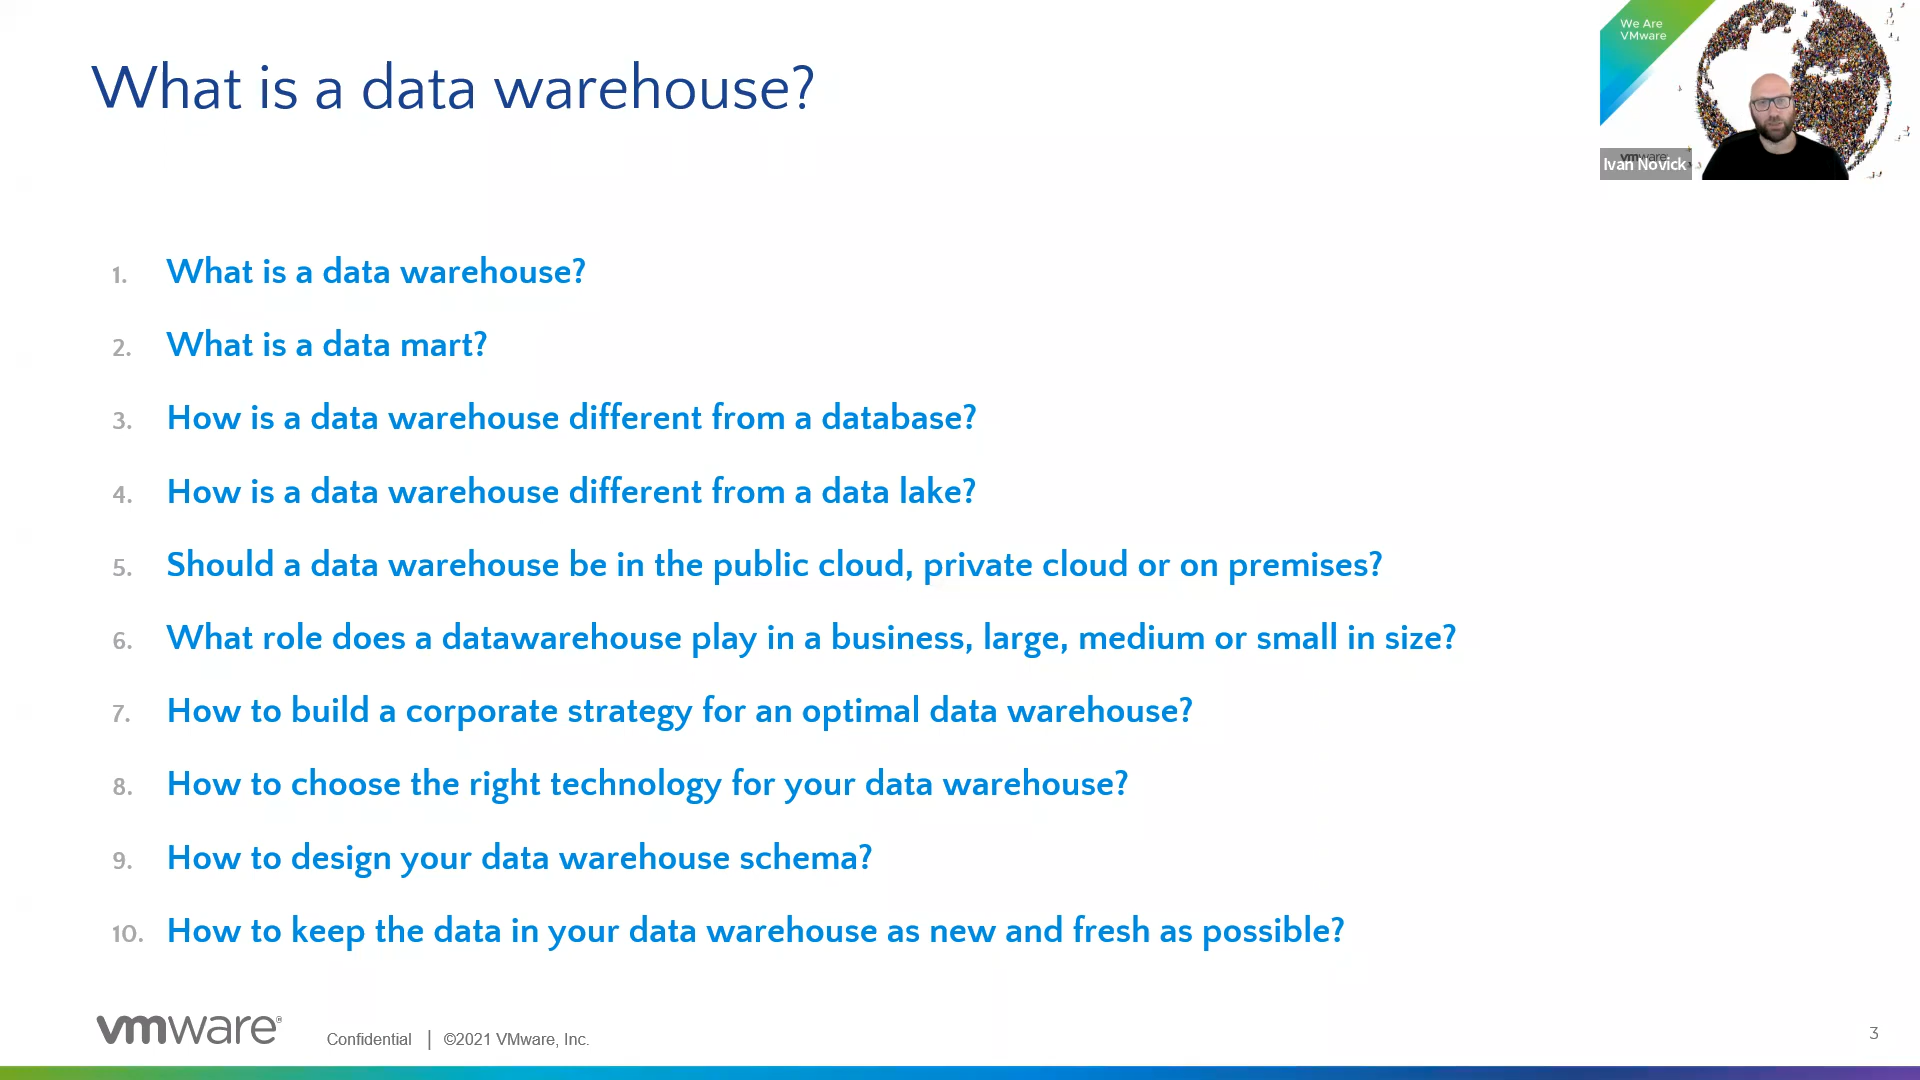 What is a data warehouse?
We Are
VMware
vmware
Ivan Novick
1. What is a data warehouse?
2. What is a data mart?
3. How is a data warehouse different from a database?
4. How is a data warehouse different from a data lake?
5. Should a data warehouse be in the public cloud, private cloud or on premises?
6. What role does a datawarehouse play in a business, large, medium or small in size?
7. How to build a corporate strategy for an optimal data warehouse?
8. How to choose the right technology for your data warehouse?
9. How to design your data warehouse schema?
10. How to keep the data in your data warehouse as new and fresh as possible?
vmware® Confidential | ©2021 VMware, Inc. 3